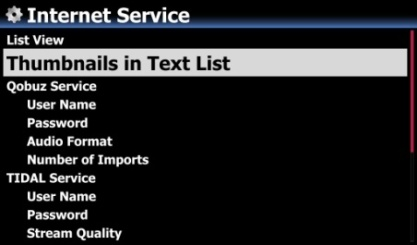 Internet Service
List View
Thumbnails in Text List
Qobuz Service
User Name
Password
Audio Format
Number of Imports
TIDAL Service
User Name
Password
Stream Quality